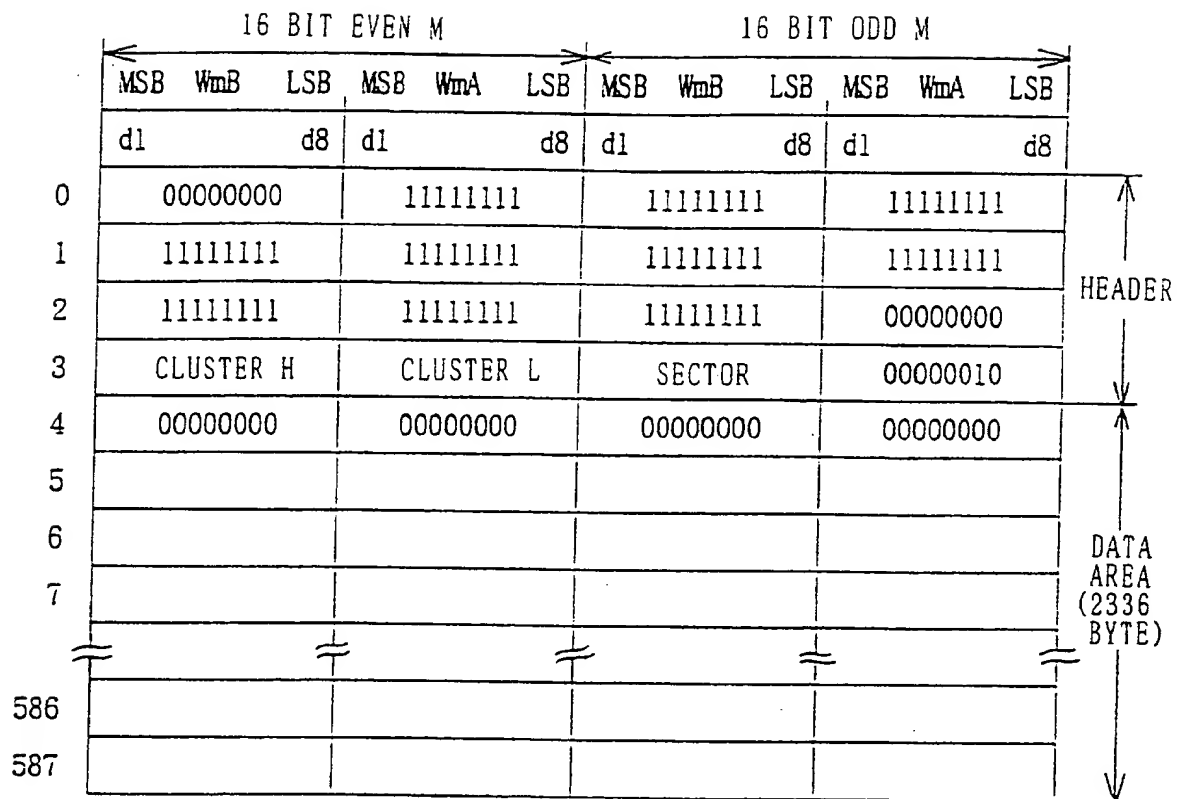 16 BIT EVEN M 16 BIT ODD M
MSB WmB LSB MSB WmA LSB MSB WmB LSB MSB WmA LSB
d1 d8 d1 d8 d1 d8 d1 d8
0 00000000 11111111 11111111 11111111
1 11111111 11111111 11111111 11111111
HEADER
2 11111111 11111111 11111111 00000000
3 CLUSTER H CLUSTER L SECTOR 00000010
4 00000000 00000000 00000000 00000000
5
6
7
DATA
AREA
(2336
BYTE)
586
587